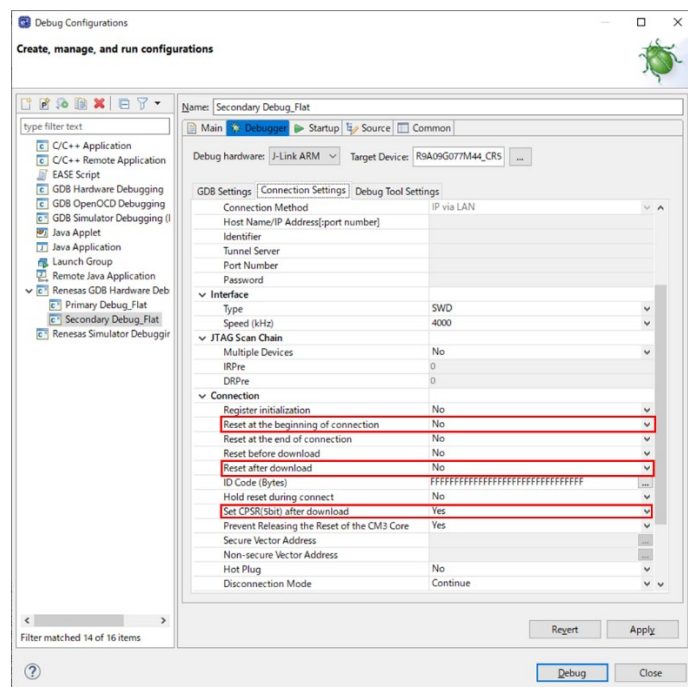 Debug Configurations
Create, manage, and run configurations
type filter text
C/C++ Application
C/C++ Remote Application
EASE Script
GDB Hardware Debugging
GDB OpenOCD Debugging
GDB Simulator Debugging (
Java Applet
Java Application
Launch Group
Remote Java Application
Renesas GDB Hardware Deb
Primary Debug_Flat
Secondary Debug_Flat
Renesas Simulator Debuggir
Filter matched 14 of 16 items
Name: Secondary Debug_Flat
Main Debugger Startup Source Common
Debug hardware: J-Link ARM Target Device: R9A09G077M44_CR5 ...
GDB Settings Connection Settings Debug Tool Settings
Connection Method IP via LAN
Host Name/IP Address[:port number]
Identifier
Tunnel Server
Port Number
Password
Interface
Type SWD
Speed (kHz) 4000
JTAG Scan Chain
Multiple Devices No
IRPre 0
DRPre 0
Connection
Register initialization No
Reset at the beginning of connection No
Reset at the end of connection No
Reset before download No
Reset after download No
ID Code (Bytes) FFFFFFFFFFFFFFFFFFFFFFFFFFFFFFFF ...
Hold reset during connect No
Set CPSR(5bit) after download Yes
Prevent Releasing the Reset of the CM3 Core Yes
Secure Vector Address ...
Non-secure Vector Address ...
Hot Plug No
Disconnection Mode Continue
Revert Apply
Debug Close